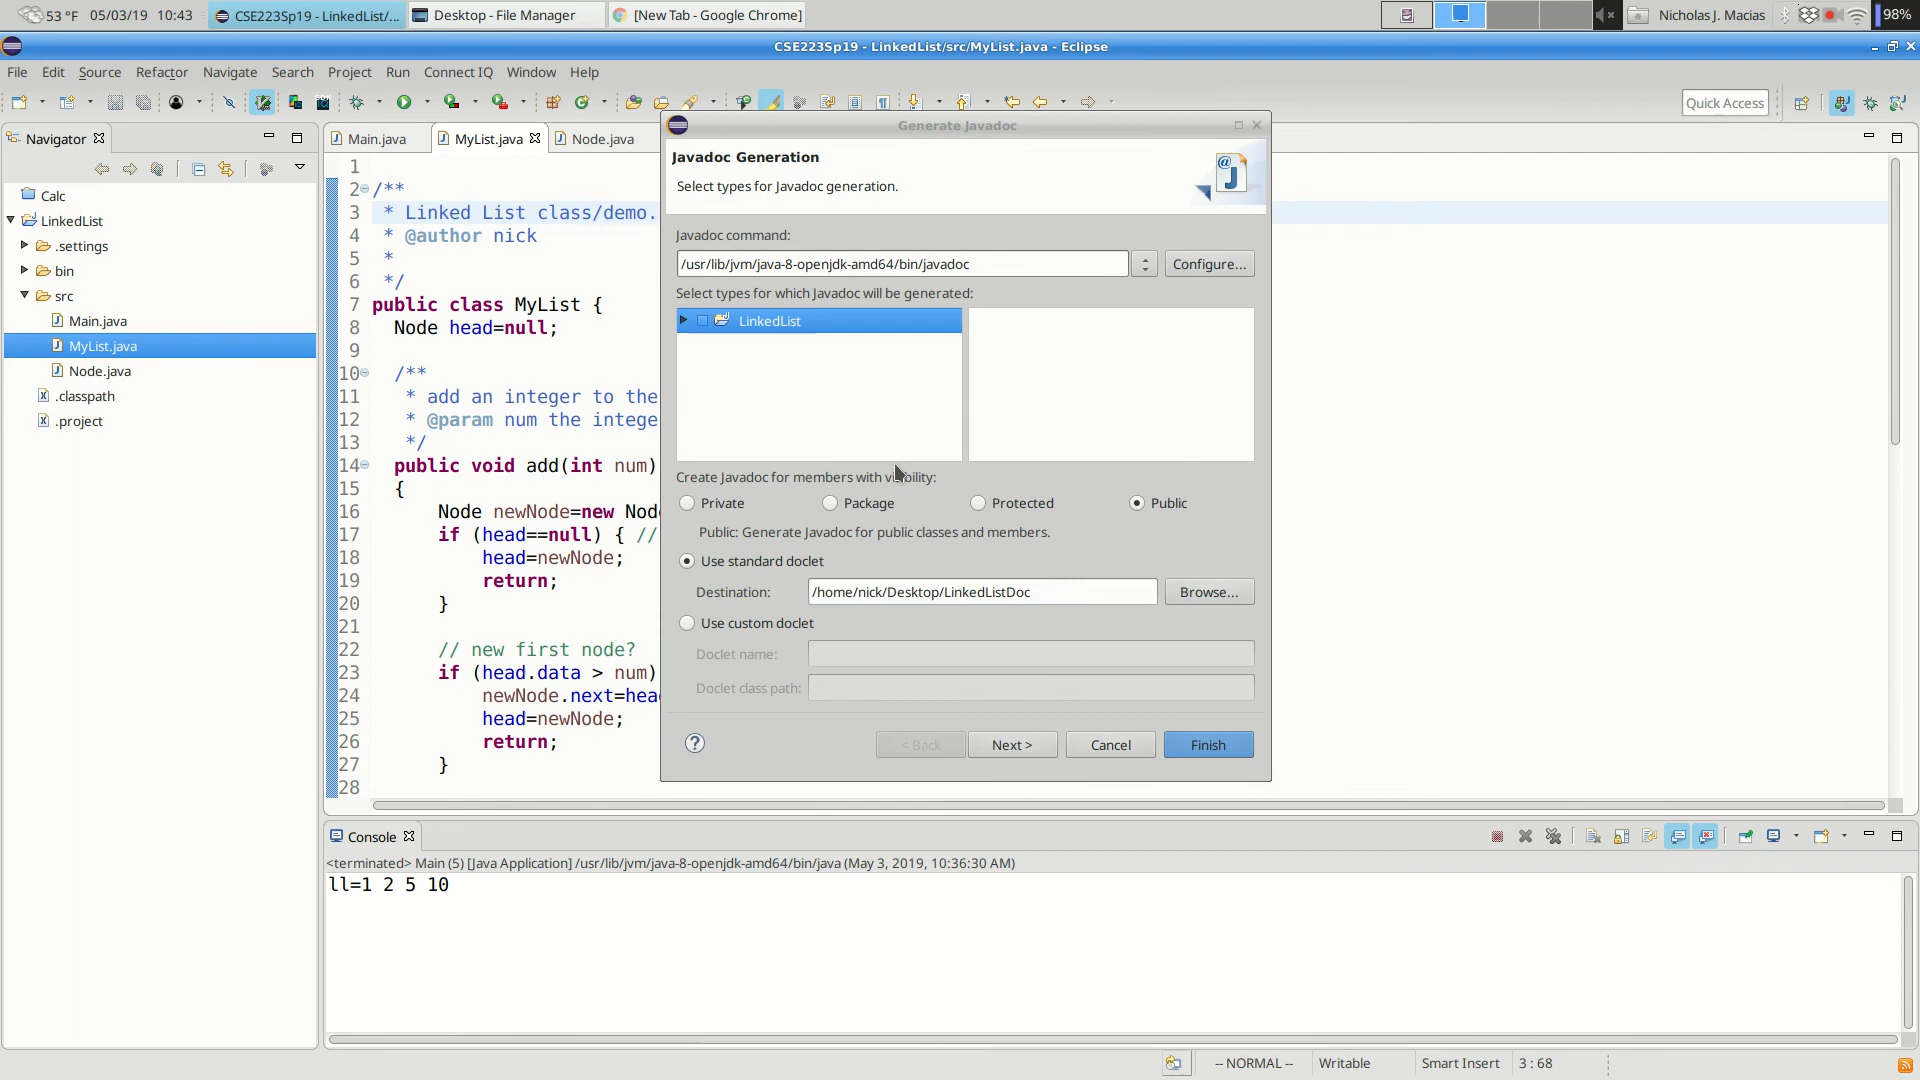 53 °F 05/03/19 10:43 CSE223Sp19 - LinkedList/... Desktop - File Manager [New Tab - Google Chrome] Nicholas J. Macias 98%
CSE223Sp19 - LinkedList/src/MyList.java - Eclipse
File Edit Source Refactor Navigate Search Project Run Connect IQ Window Help
Quick Access
Navigator
Calc
LinkedList
.settings
bin
src
Main.java
MyList.java
Node.java
.classpath
.project
Main.java MyList.java Node.java
1
2 /**
3 * Linked List class/demo.
4 * @author nick
5 *
6 */
7 public class MyList {
8 Node head=null;
9
10 /**
11 * add an integer to the
12 * @param num the intege
13 */
14 public void add(int num)
15 {
16 Node newNode=new Nod
17 if (head==null) { //
18 head=newNode;
19 return;
20 }
21
22 // new first node?
23 if (head.data > num)
24 newNode.next=hea
25 head=newNode;
26 return;
27 }
28
Generate Javadoc
Javadoc Generation
Select types for Javadoc generation.
Javadoc command:
/usr/lib/jvm/java-8-openjdk-amd64/bin/javadoc Configure...
Select types for which Javadoc will be generated:
LinkedList
Create Javadoc for members with visibility:
Private Package Protected Public
Public: Generate Javadoc for public classes and members.
Use standard doclet
Destination: /home/nick/Desktop/LinkedListDoc Browse...
Use custom doclet
Doclet name:
Doclet class path:
< Back Next > Cancel Finish
Console
<terminated> Main (5) [Java Application] /usr/lib/jvm/java-8-openjdk-amd64/bin/java (May 3, 2019, 10:36:30 AM)
ll=1 2 5 10
-- NORMAL -- Writable Smart Insert 3 : 68